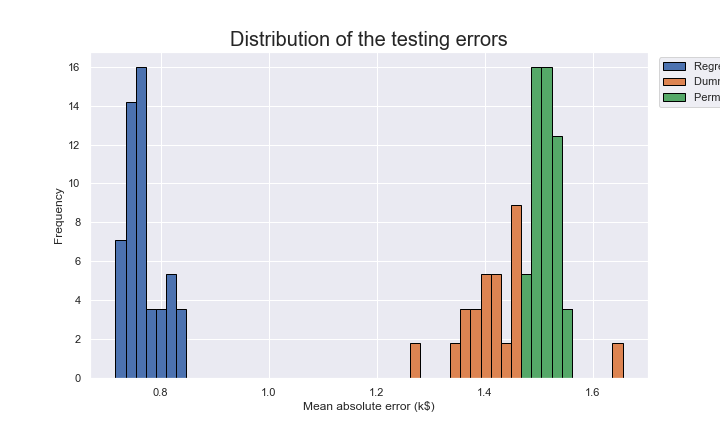 Distribution of the testing errors
16
14
12
10
8
6
4
2
0
Frequency
0.8
1.0
1.2
1.4
1.6
Mean absolute error (k$)
Regre
Dumm
Perm